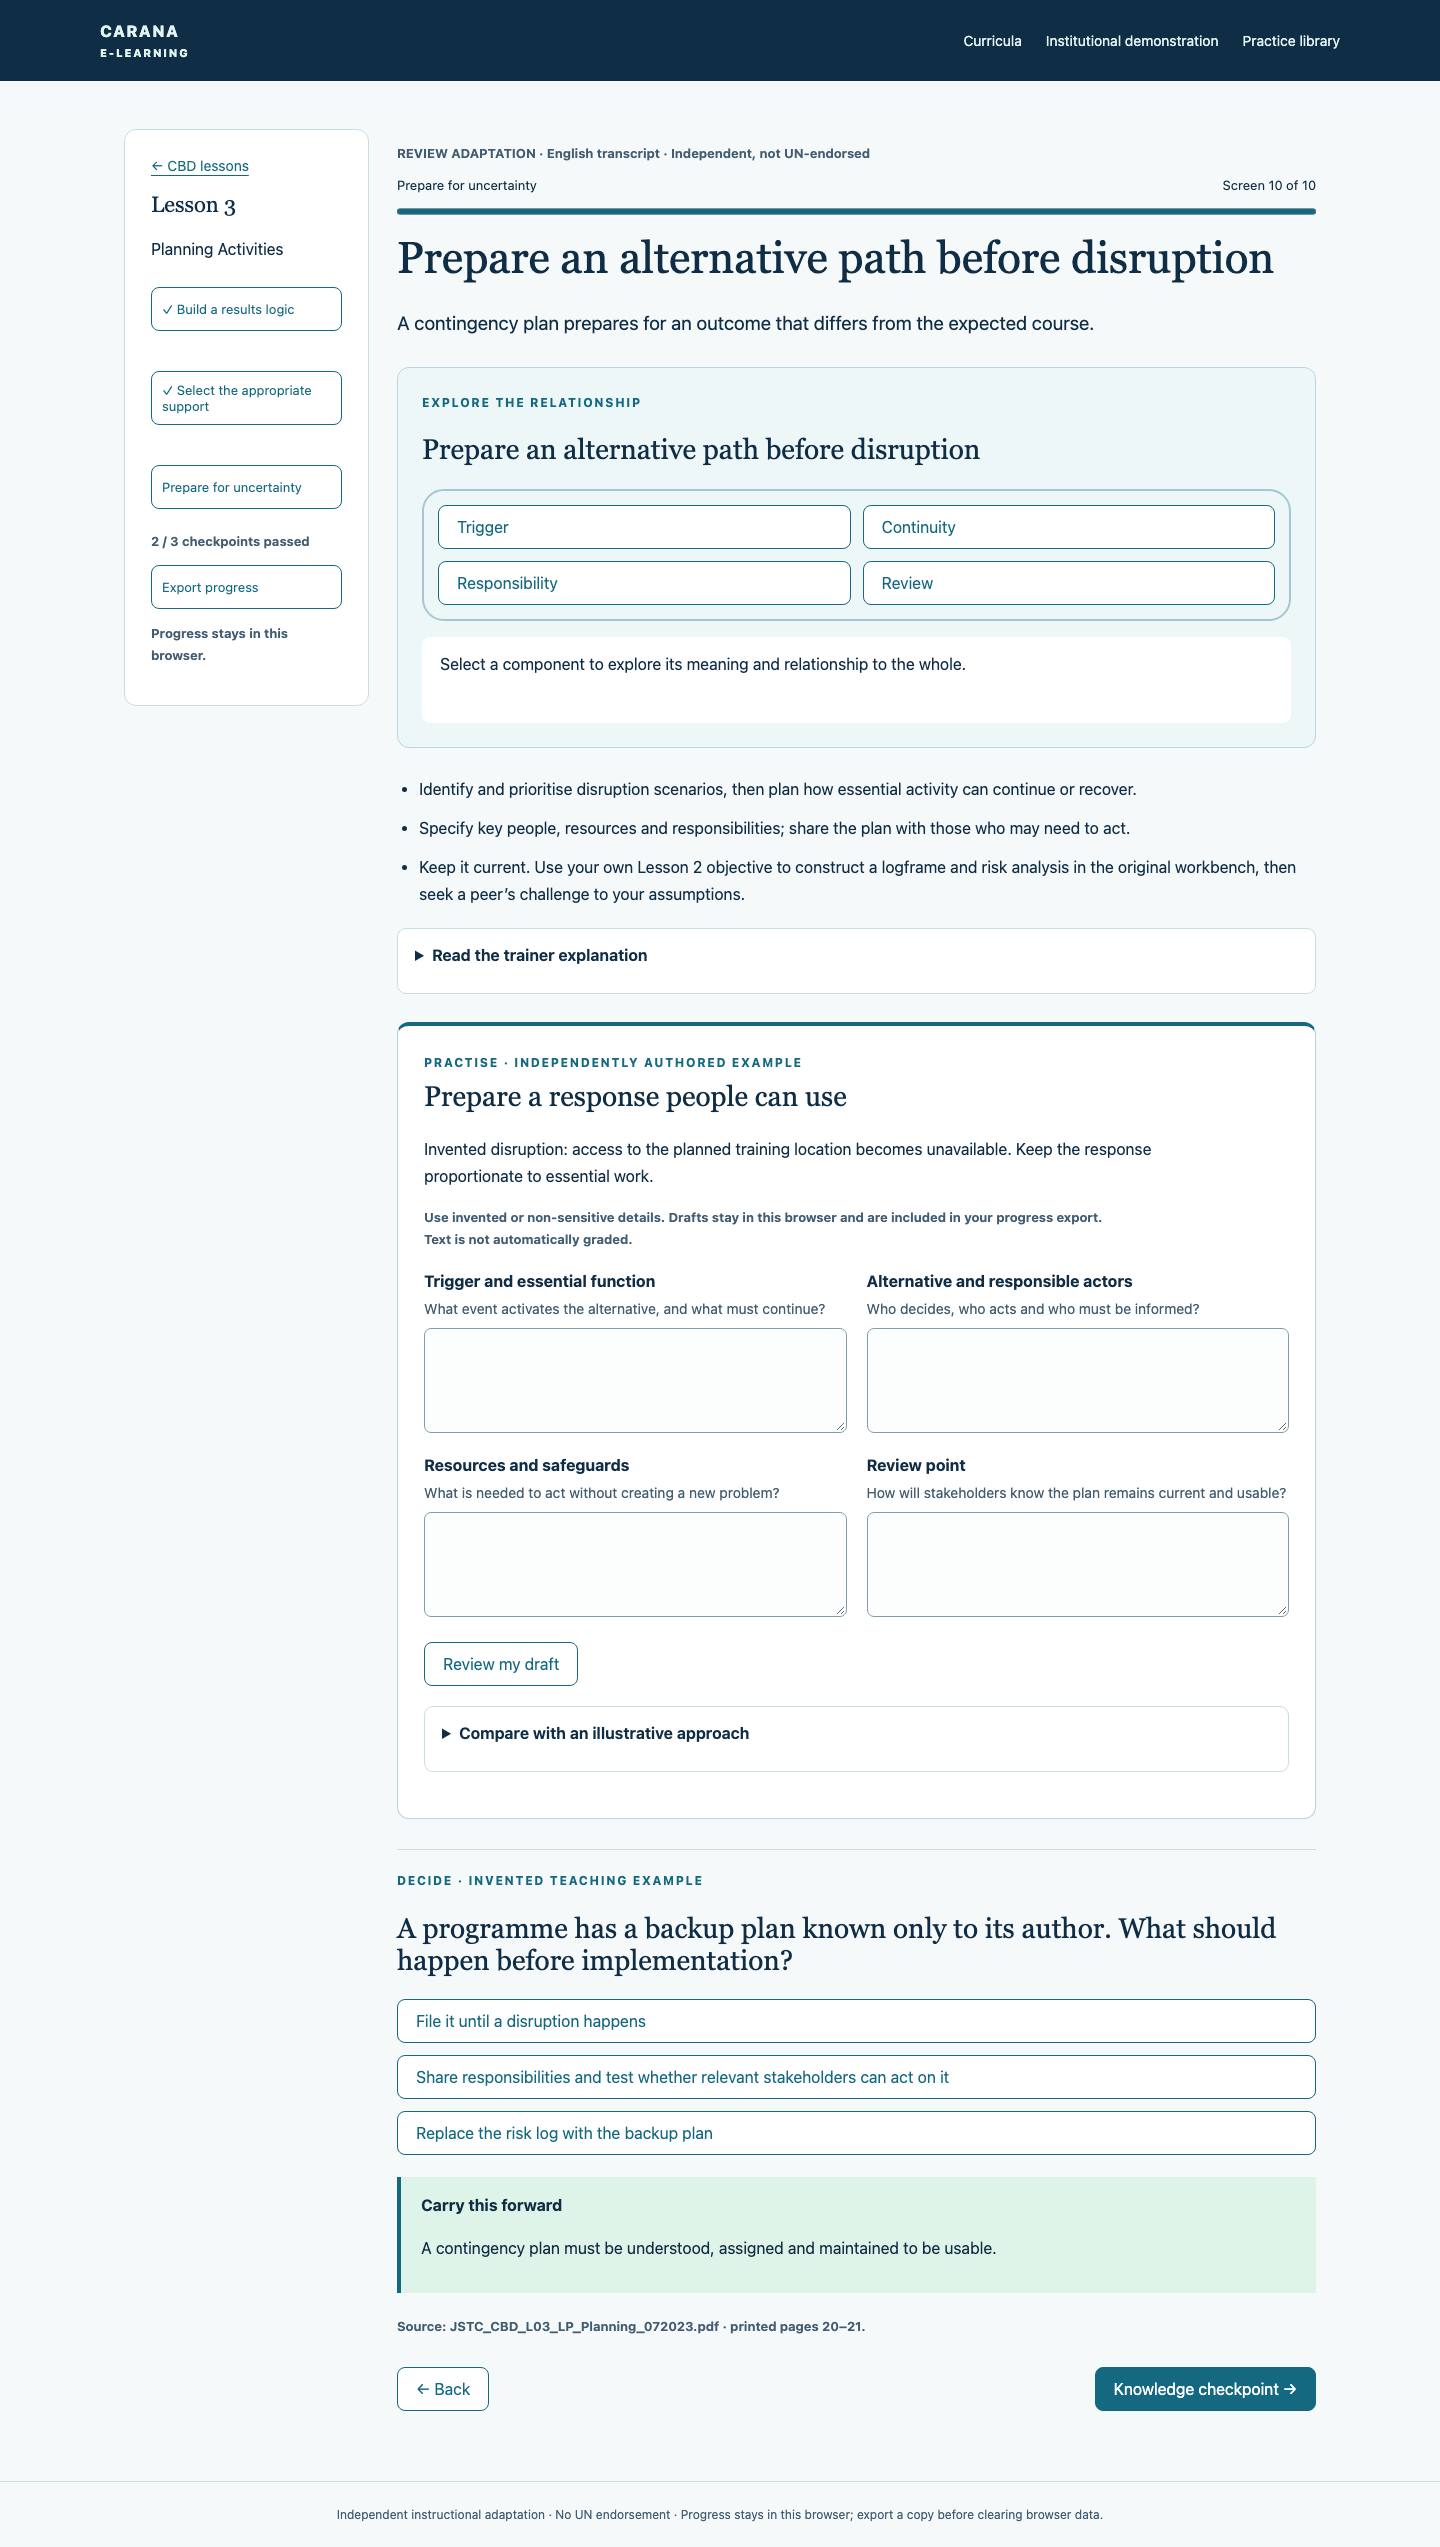 CARANA
E-LEARNING
Curricula Institutional demonstration Practice library
← CBD lessons
Lesson 3
Planning Activities
✓ Build a results logic
✓ Select the appropriate
support
Prepare for uncertainty
2 / 3 checkpoints passed
Export progress
Progress stays in this
browser.
REVIEW ADAPTATION · English transcript · Independent, not UN-endorsed
Prepare for uncertainty Screen 10 of 10
Prepare an alternative path before disruption
A contingency plan prepares for an outcome that differs from the expected course.
EXPLORE THE RELATIONSHIP
Prepare an alternative path before disruption
Trigger Continuity
Responsibility Review
Select a component to explore its meaning and relationship to the whole.
• Identify and prioritise disruption scenarios, then plan how essential activity can continue or recover.
• Specify key people, resources and responsibilities; share the plan with those who may need to act.
• Keep it current. Use your own Lesson 2 objective to construct a logframe and risk analysis in the original workbench, then
seek a peer’s challenge to your assumptions.
▶ Read the trainer explanation
PRACTISE · INDEPENDENTLY AUTHORED EXAMPLE
Prepare a response people can use
Invented disruption: access to the planned training location becomes unavailable. Keep the response
proportionate to essential work.
Use invented or non-sensitive details. Drafts stay in this browser and are included in your progress export.
Text is not automatically graded.
Trigger and essential function
What event activates the alternative, and what must continue?
Alternative and responsible actors
Who decides, who acts and who must be informed?
Resources and safeguards
What is needed to act without creating a new problem?
Review point
How will stakeholders know the plan remains current and usable?
Review my draft
▶ Compare with an illustrative approach
DECIDE · INVENTED TEACHING EXAMPLE
A programme has a backup plan known only to its author. What should
happen before implementation?
File it until a disruption happens
Share responsibilities and test whether relevant stakeholders can act on it
Replace the risk log with the backup plan
Carry this forward
A contingency plan must be understood, assigned and maintained to be usable.
Source: JSTC_CBD_L03_LP_Planning_072023.pdf · printed pages 20–21.
← Back Knowledge checkpoint →
Independent instructional adaptation · No UN endorsement · Progress stays in this browser; export a copy before clearing browser data.